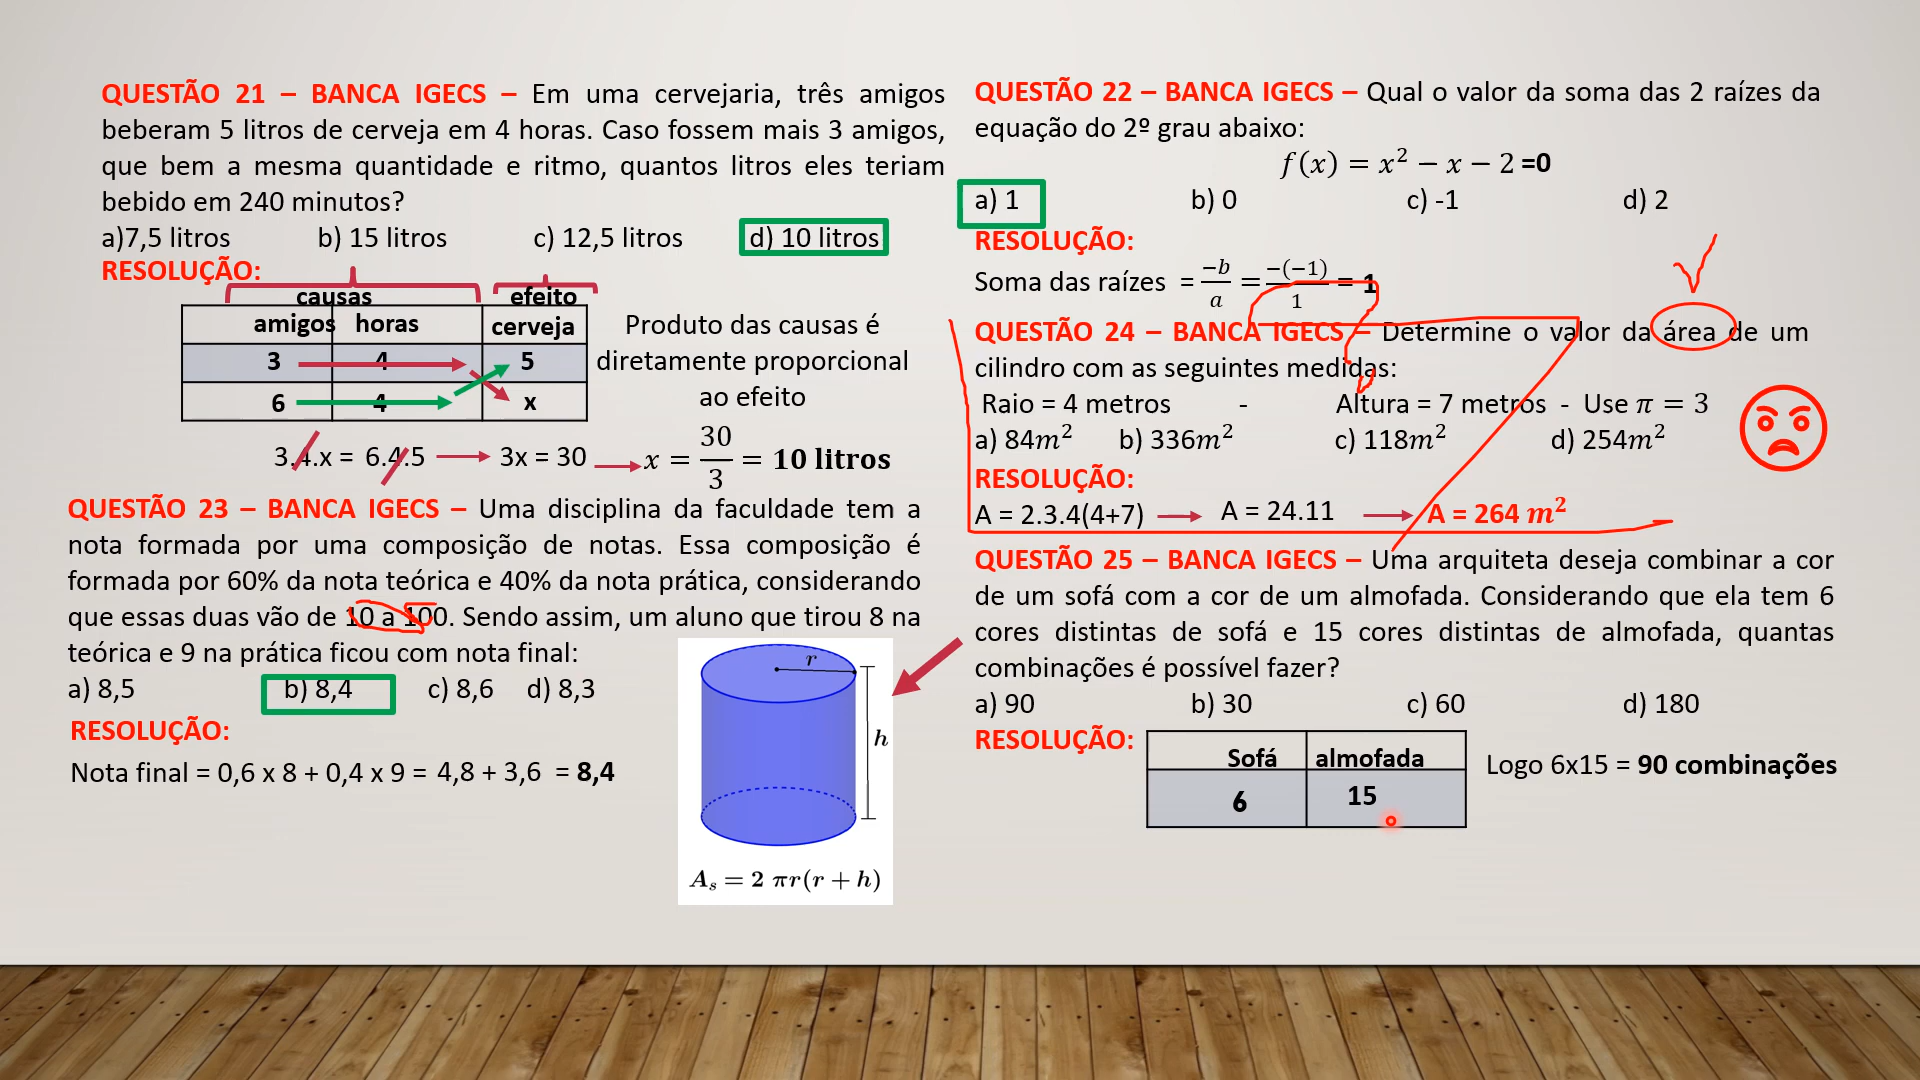 QUESTÃO 21 – BANCA IGECS – Em uma cervejaria, três amigos
beberam 5 litros de cerveja em 4 horas. Caso fossem mais 3 amigos,
que bem a mesma quantidade e ritmo, quantos litros eles teriam
bebido em 240 minutos?
a)7,5 litros b) 15 litros c) 12,5 litros d) 10 litros
RESOLUÇÃO:
causas efeito
amigos horas cerveja
3 4 5
6 4 x
Produto das causas é
diretamente proporcional
ao efeito
3.4.x = 6.4.5 3x = 30 x = 30/3 = 10 litros
QUESTÃO 23 – BANCA IGECS – Uma disciplina da faculdade tem a
nota formada por uma composição de notas. Essa composição é
formada por 60% da nota teórica e 40% da nota prática, considerando
que essas duas vão de 10 a 100. Sendo assim, um aluno que tirou 8 na
teórica e 9 na prática ficou com nota final:
a) 8,5 b) 8,4 c) 8,6 d) 8,3
RESOLUÇÃO:
Nota final = 0,6 x 8 + 0,4 x 9 = 4,8 + 3,6 = 8,4
r
h
Aₛ = 2 πr(r + h)
QUESTÃO 22 – BANCA IGECS – Qual o valor da soma das 2 raízes da
equação do 2º grau abaixo:
f(x) = x² − x − 2 =0
a) 1 b) 0 c) -1 d) 2
RESOLUÇÃO:
Soma das raízes = −b/a = −(−1)/1 = 1
QUESTÃO 24 – BANCA IGECS – Determine o valor da área de um
cilindro com as seguintes medidas:
Raio = 4 metros - Altura = 7 metros - Use π = 3
a) 84m² b) 336m² c) 118m² d) 254m²
RESOLUÇÃO:
A = 2.3.4(4+7) A = 24.11 A = 264 m²
QUESTÃO 25 – BANCA IGECS – Uma arquiteta deseja combinar a cor
de um sofá com a cor de um almofada. Considerando que ela tem 6
cores distintas de sofá e 15 cores distintas de almofada, quantas
combinações é possível fazer?
a) 90 b) 30 c) 60 d) 180
RESOLUÇÃO:
Sofá almofada
6 15
Logo 6x15 = 90 combinações